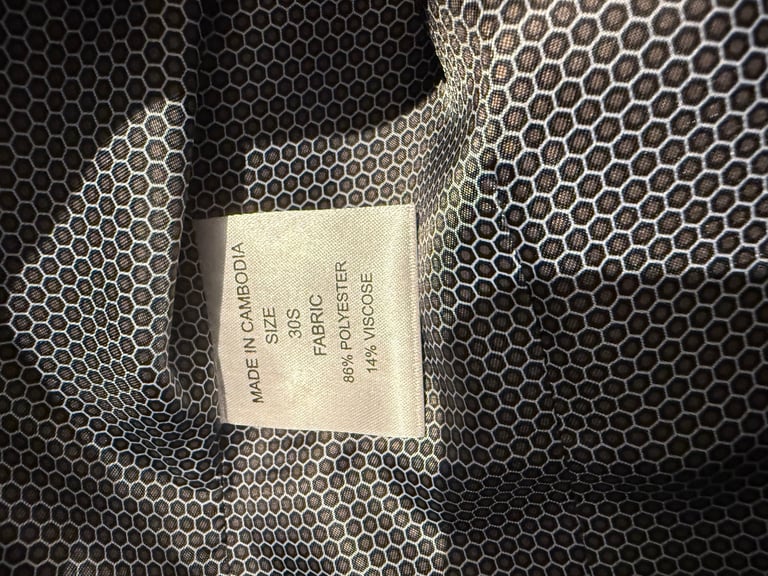 MADE IN CAMBODIA
SIZE
30S
FABRIC
86% POLYESTER
14% VISCOSE